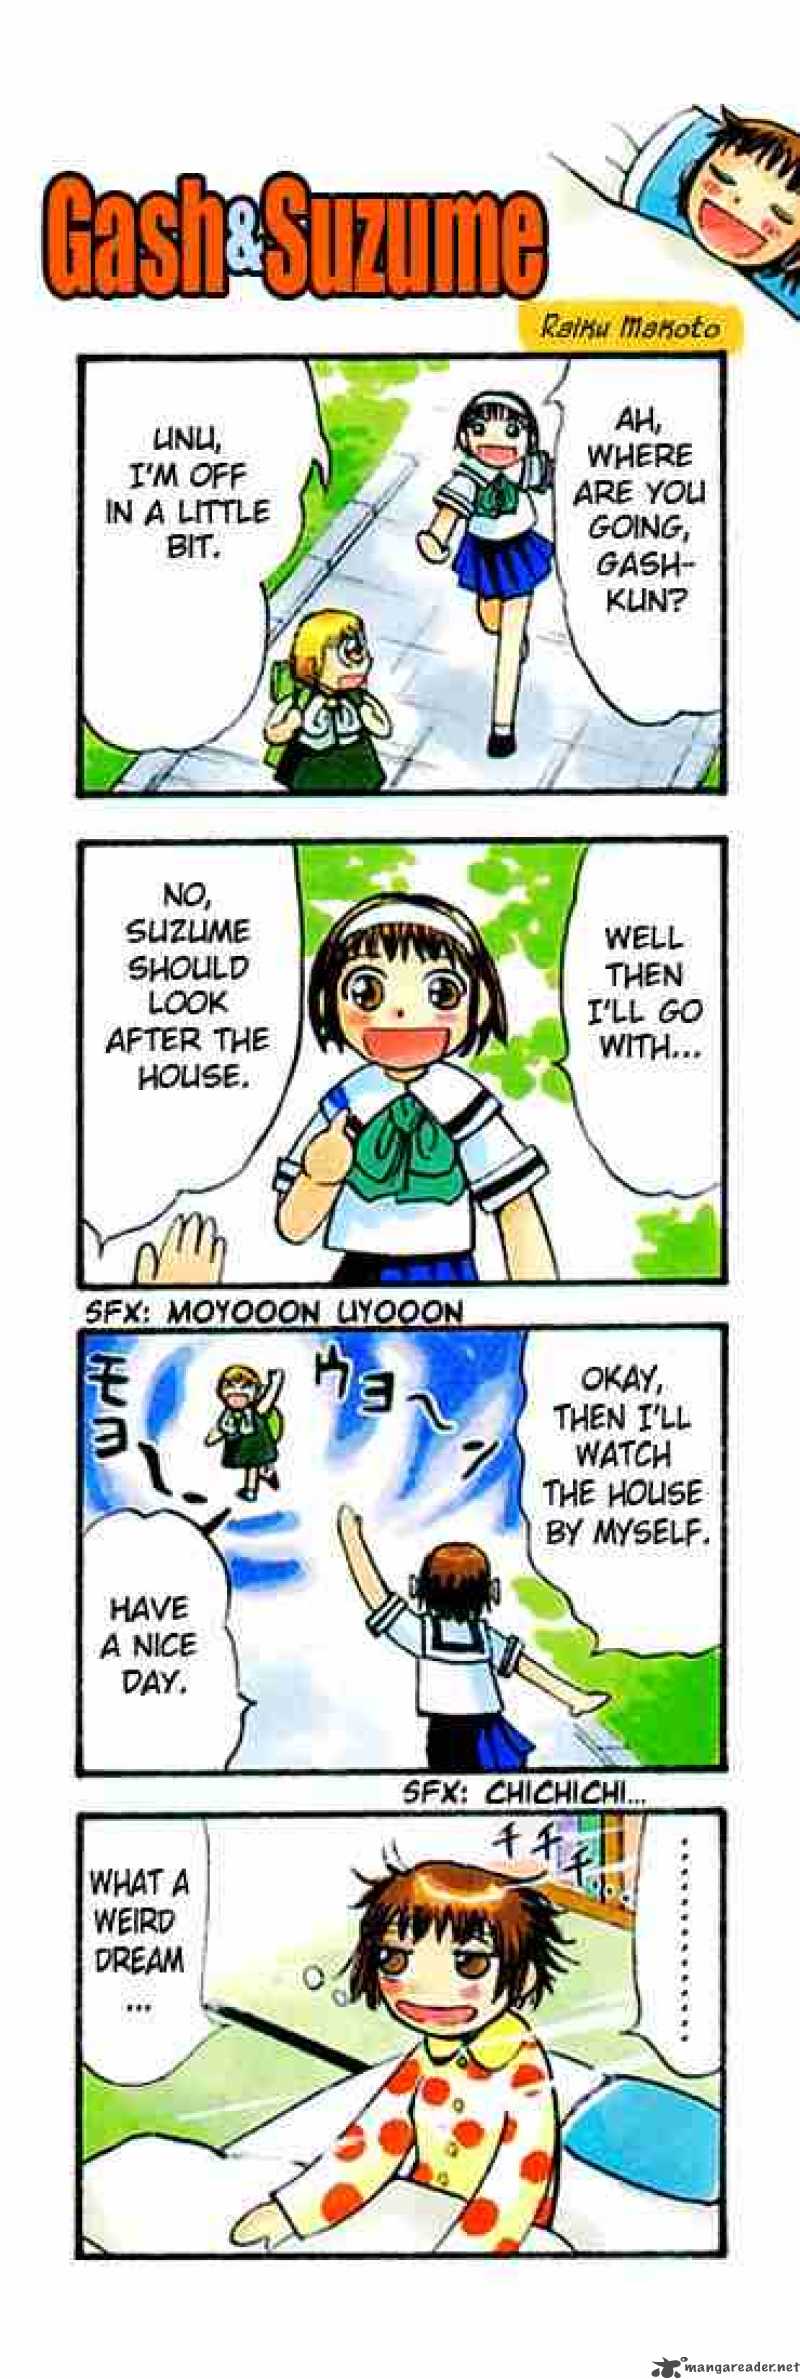 Gash & Suzume
Raiku Makoto
AH,
WHERE
ARE YOU
GOING,
GASH-
KUN?
UNU,
I'M OFF
IN A LITTLE
BIT.
WELL
THEN
I'LL GO
WITH...
NO,
SUZUME
SHOULD
LOOK
AFTER THE
HOUSE.
SFX: MOYOOON UYOOON
OKAY,
THEN I'LL
WATCH
THE HOUSE
BY MYSELF.
ウヨ〜ン
モヨ〜ン
HAVE
A NICE
DAY.
SFX: CHICHICHI...
..........
チチチ
WHAT A
WEIRD
DREAM
...
mangareader.net